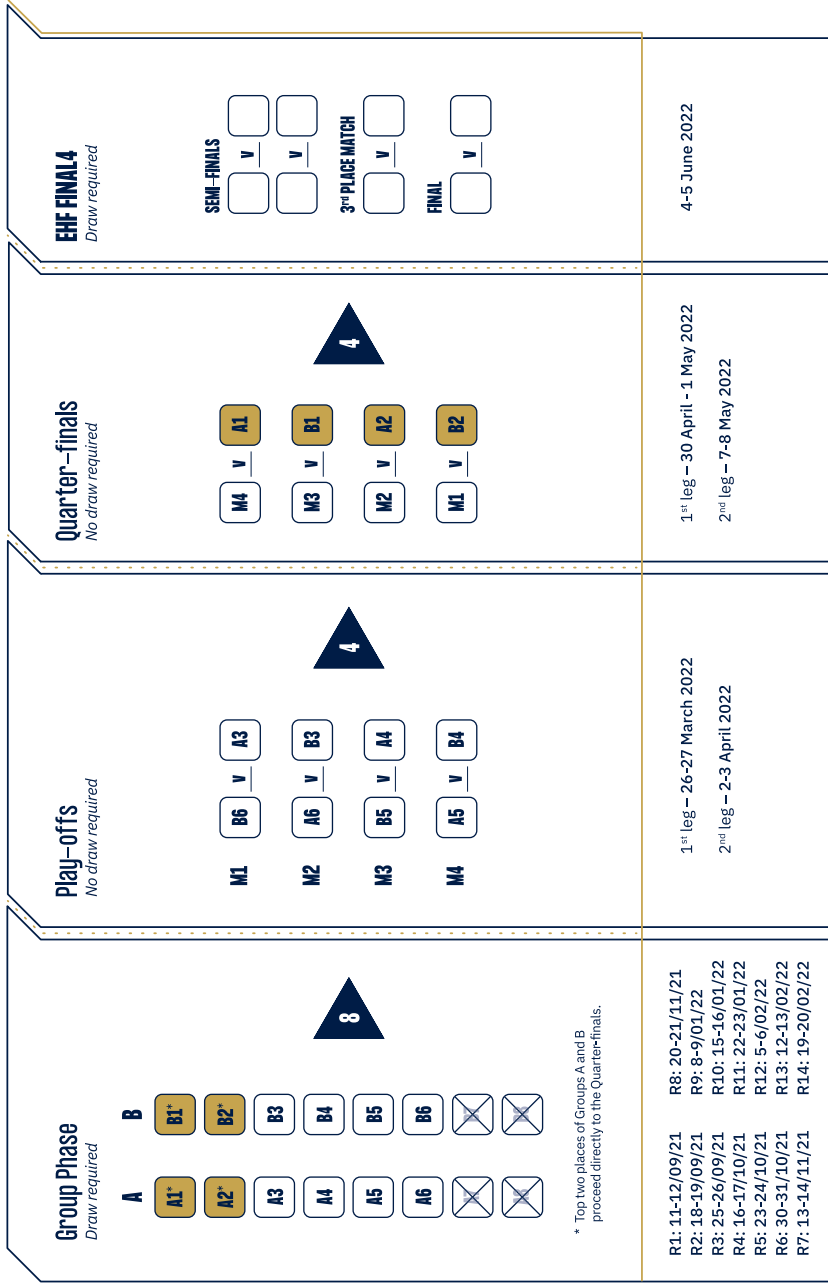 Group Phase
Draw required
A B
A1* B1*
A2* B2*
A3 B3
A4 B4
A5 B5
A6 B6
A7 B7
A8 B8
8
* Top two places of Groups A and B
proceed directly to the Quarter-finals.
R1: 11-12/09/21 R8: 20-21/11/21
R2: 18-19/09/21 R9: 8-9/01/22
R3: 25-26/09/21 R10: 15-16/01/22
R4: 16-17/10/21 R11: 22-23/01/22
R5: 23-24/10/21 R12: 5-6/02/22
R6: 30-31/10/21 R13: 12-13/02/22
R7: 13-14/11/21 R14: 19-20/02/22
Play-offs
No draw required
M1 B6 V A3
M2 A6 V B3
M3 B5 V A4
M4 A5 V B4
4
1st leg – 26-27 March 2022
2nd leg – 2-3 April 2022
Quarter-finals
No draw required
M4 V A1
M3 V B1
M2 V A2
M1 V B2
4
1st leg – 30 April - 1 May 2022
2nd leg – 7-8 May 2022
EHF FINAL4
Draw required
SEMI-FINALS
V
V
3rd PLACE MATCH
V
FINAL
V
4-5 June 2022